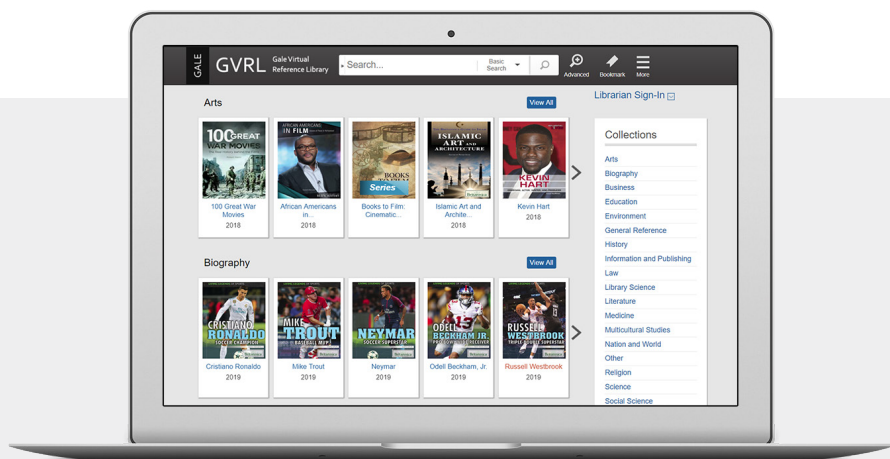 GALE
GVRL
Gale Virtual
Reference Library
Search...
Basic
Search
Advanced
Bookmark
More
Librarian Sign-In
Arts
View All
100 GREAT
WAR MOVIES
AFRICAN AMERICANS
IN FILM
BOOKS
Series
ISLAMIC
ART AND
ARCHITECTURE
KEVIN
HART
100 Great War
Movies
2018
African Americans
in...
2018
Books to Film:
Cinematic...
Islamic Art and
Archite...
2018
Kevin Hart
2018
Biography
View All
CRISTIANO
RONALDO
SOCCER CHAMPION
MIKE
TROUT
BASEBALL MVP
NEYMAR
SOCCER SUPERSTAR
ODELL
BECKHAM JR.
PRO BOWL WIDE RECEIVER
RUSSELL
WESTBROOK
TRIPLE-DOUBLE SUPERSTAR
Cristiano Ronaldo
2019
Mike Trout
2019
Neymar
2019
Odell Beckham, Jr.
2019
Russell Westbrook
2019
Collections
Arts
Biography
Business
Education
Environment
General Reference
History
Information and Publishing
Law
Library Science
Literature
Medicine
Multicultural Studies
Nation and World
Other
Religion
Science
Social Science